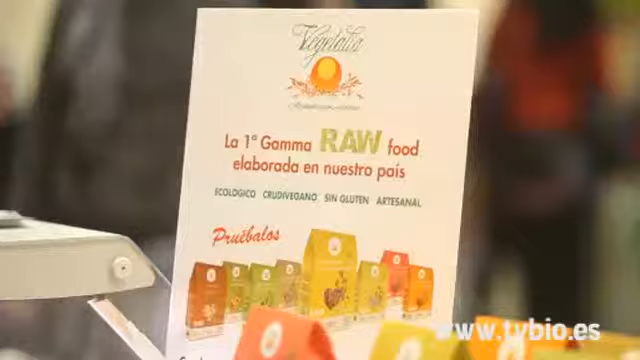 Vegetalia
La 1ª Gamma RAW food
elaborada en nuestro país
ECOLOGICO CRUDIVEGANO SIN GLUTEN ARTESANAL
Pruébalos
www.tvbio.es